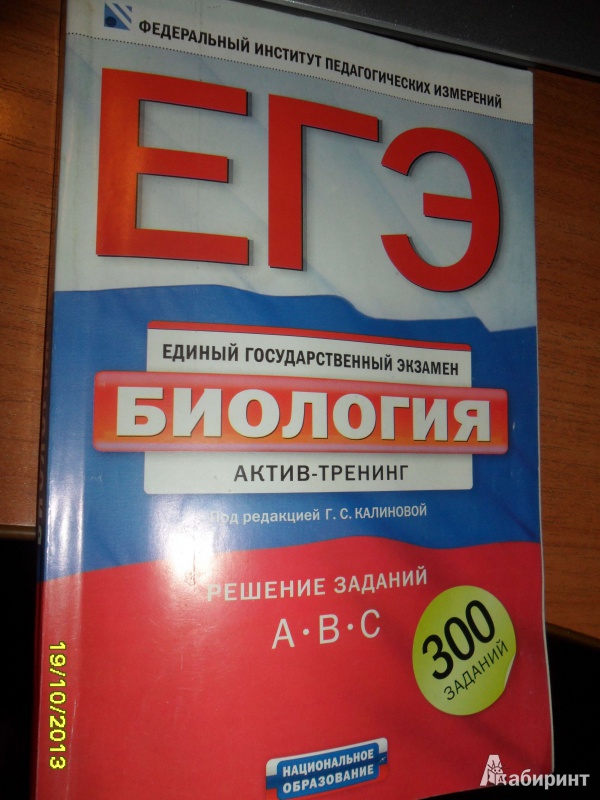 ФЕДЕРАЛЬНЫЙ ИНСТИТУТ ПЕДАГОГИЧЕСКИХ ИЗМЕРЕНИЙ
ЕГЭ
ЕДИНЫЙ ГОСУДАРСТВЕННЫЙ ЭКЗАМЕН
БИОЛОГИЯ
АКТИВ-ТРЕНИНГ
Под редакцией Г. С. КАЛИНОВОЙ
РЕШЕНИЕ ЗАДАНИЙ
А•В•С
300
ЗАДАНИЙ
НАЦИОНАЛЬНОЕ
ОБРАЗОВАНИЕ
19/10/2013
Лабиринт